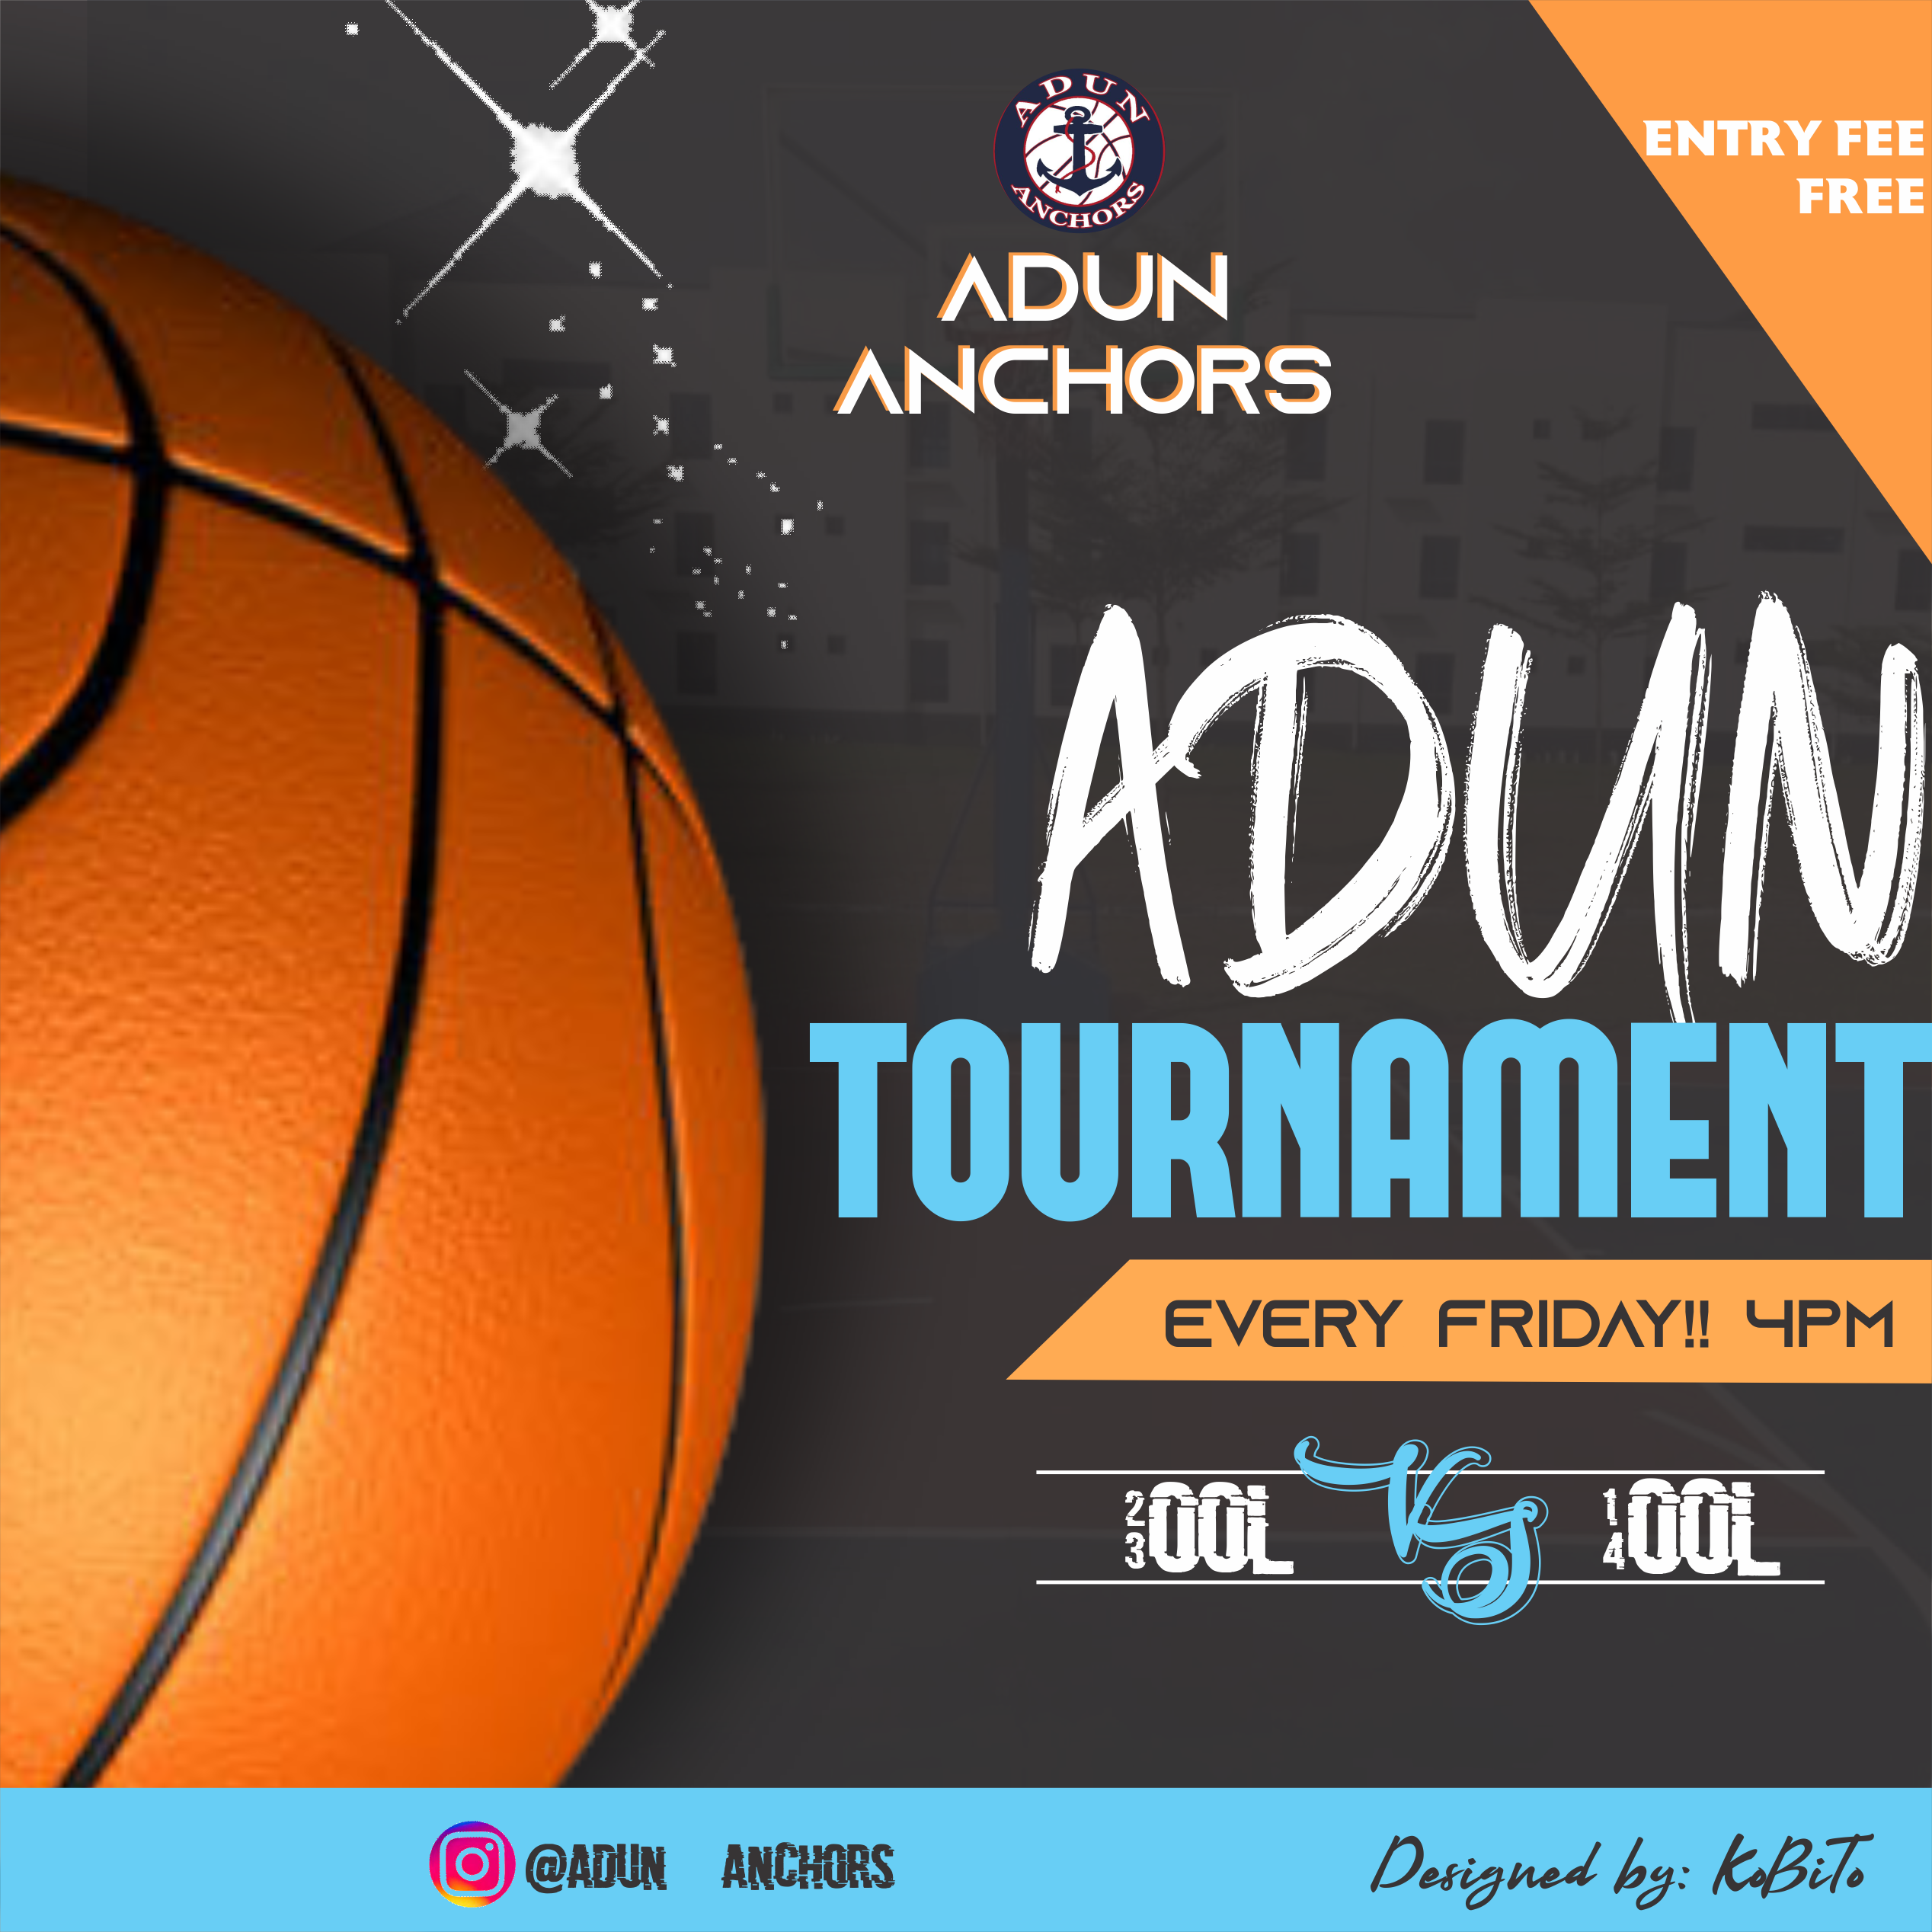 ADUN
ANCHORS
ENTRY FEE
FREE
ADUN
ANCHORS
ADUN
TOURNAMENT
EVERY FRIDAY!! 4PM
2
3 00L VS 1
4 00L
@ADUN ANCHORS
Designed by: KoBiTo